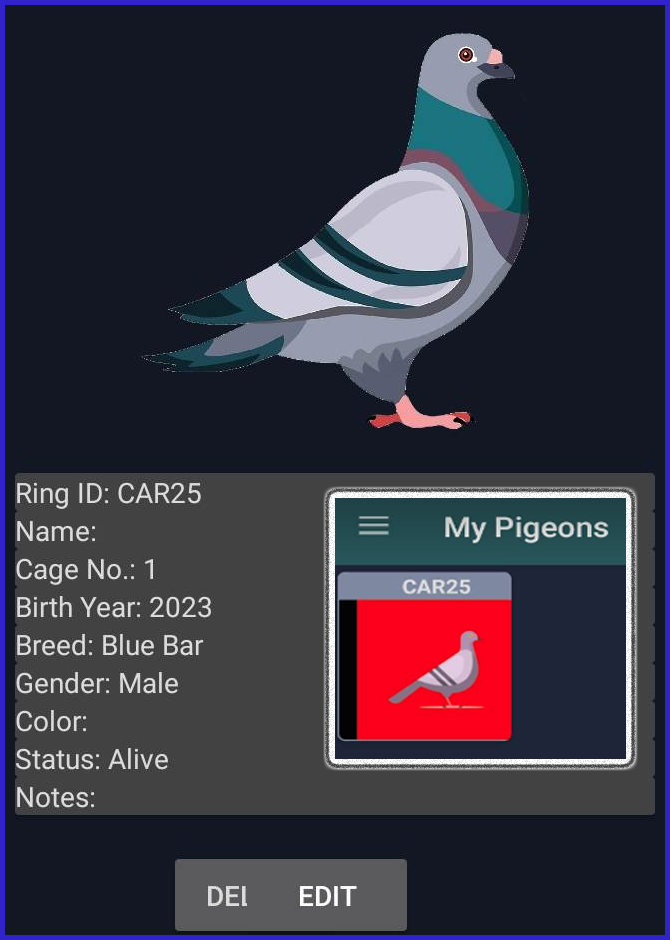 Ring ID: CAR25
Name:
Cage No.: 1
Birth Year: 2023
Breed: Blue Bar
Gender: Male
Color:
Status: Alive
Notes:
My Pigeons
CAR25
DEL
EDIT